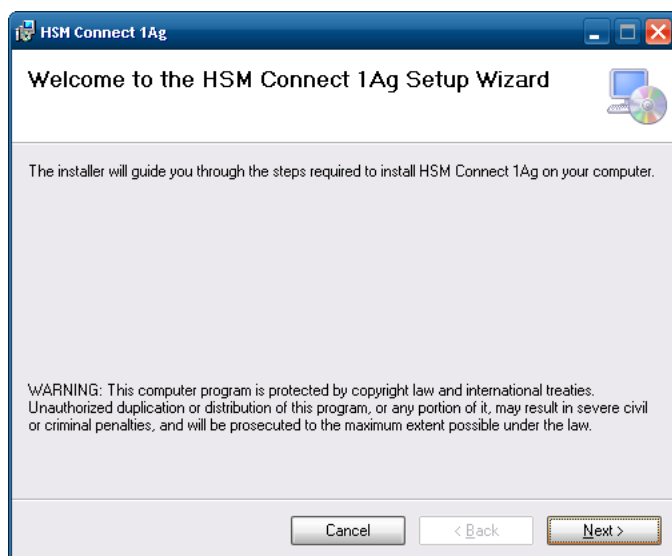 HSM Connect 1Ag
Welcome to the HSM Connect 1Ag Setup Wizard
The installer will guide you through the steps required to install HSM Connect 1Ag on your computer.
WARNING: This computer program is protected by copyright law and international treaties.
Unauthorized duplication or distribution of this program, or any portion of it, may result in severe civil
or criminal penalties, and will be prosecuted to the maximum extent possible under the law.
Cancel
< Back
Next >